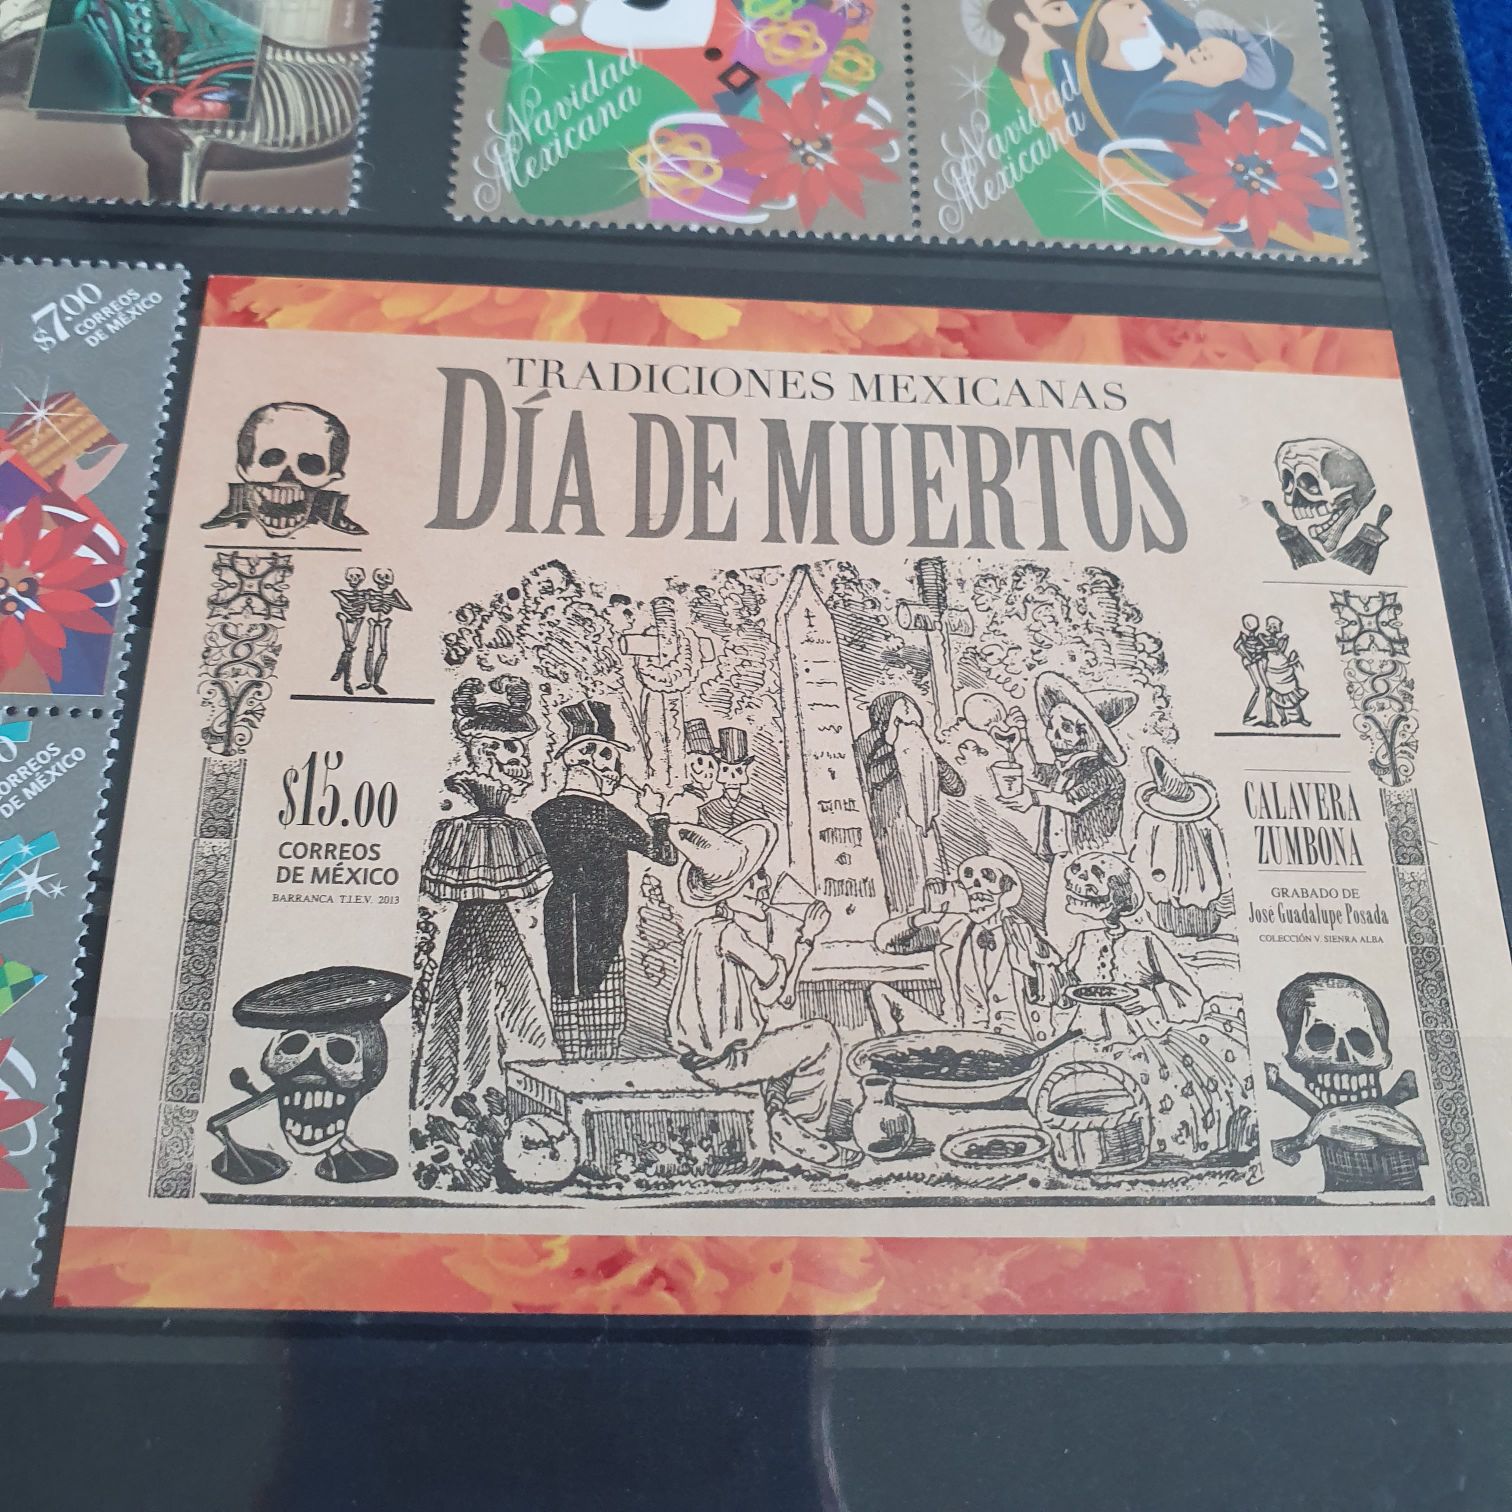 Navidad
Mexicana
Navidad
Mexicana
$7.00
CORREOS
DE MÉXICO
CORREOS
DE MÉXICO
TRADICIONES MEXICANAS
DÍA DE MUERTOS
$15.00
CORREOS
DE MÉXICO
BARRANCA T.I.E.V. 2013
CALAVERA
ZUMBONA
GRABADO DE
José Guadalupe Posada
COLECCIÓN V. SIENRA ALBA